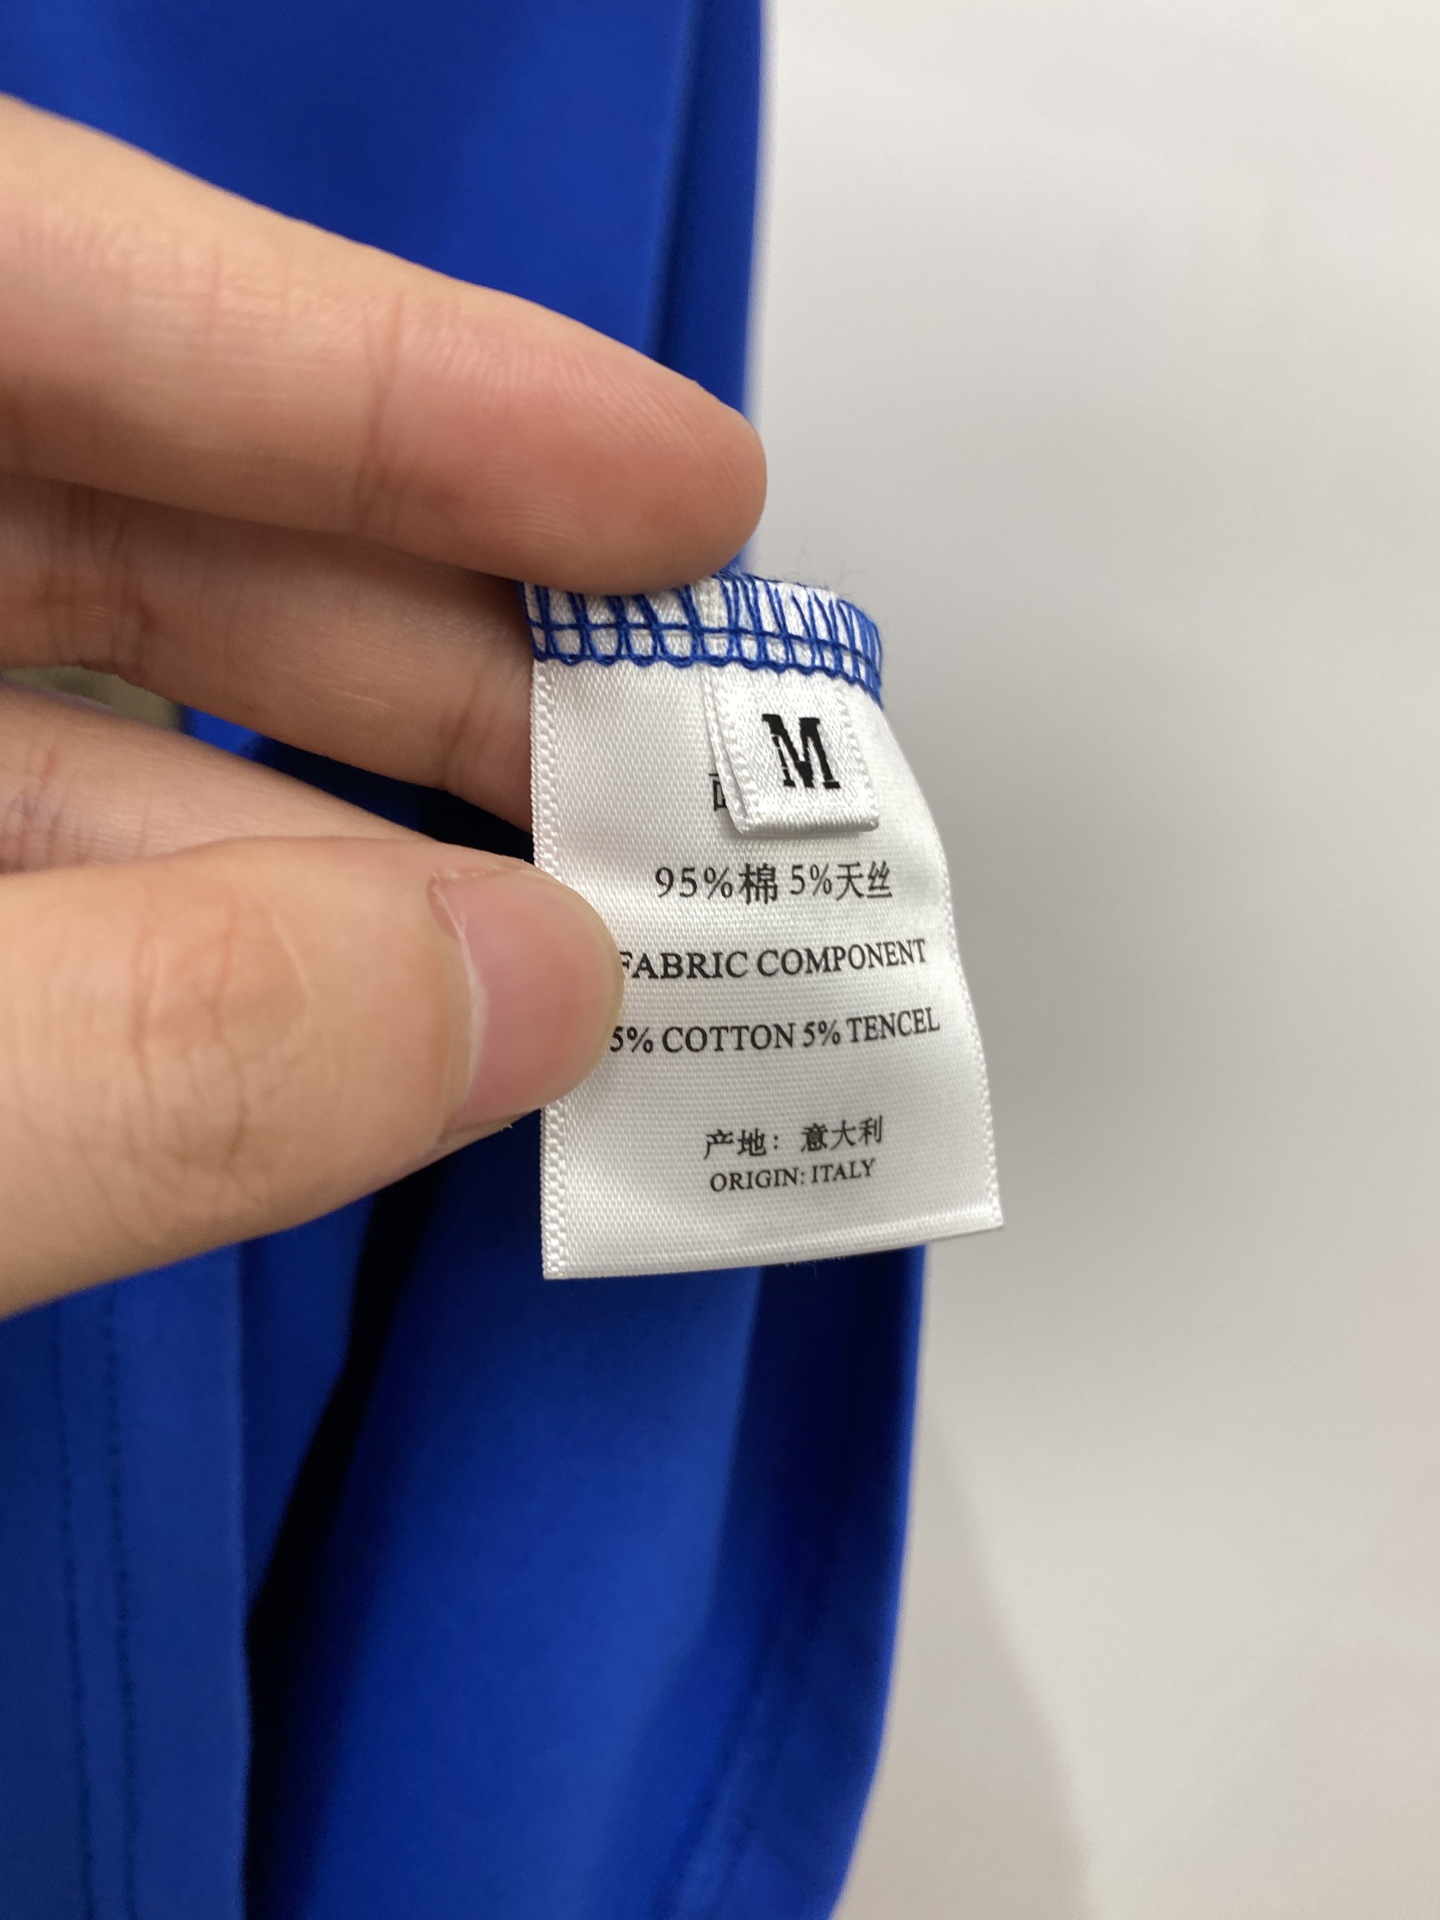 M
95%棉 5%天丝
FABRIC COMPONENT
5% COTTON 5% TENCEL
产地：意大利
ORIGIN: ITALY